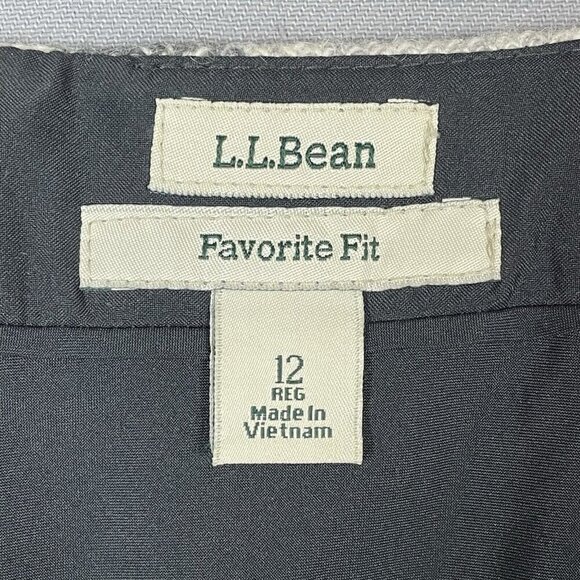 L.L.Bean
Favorite Fit
12
REG
Made In
Vietnam